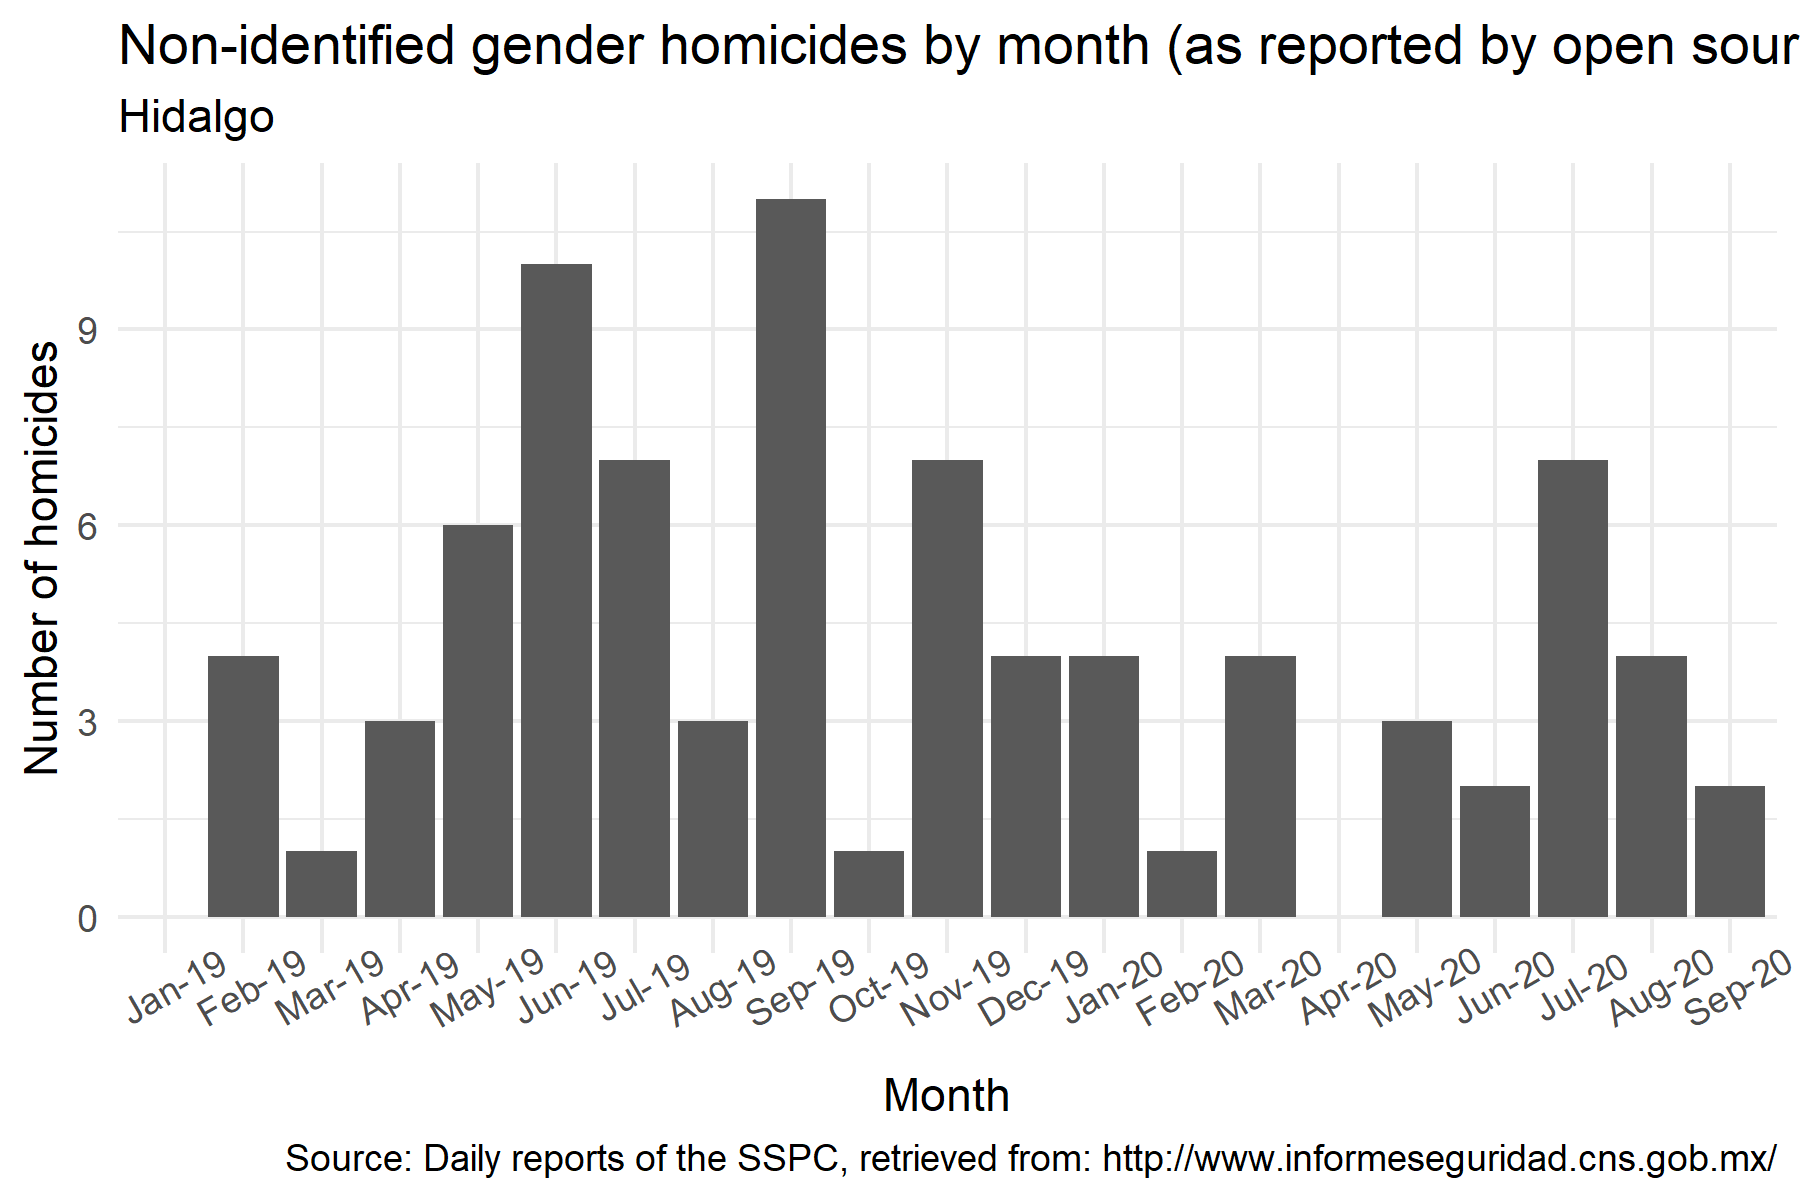 Non-identified gender homicides by month (as reported by open sour
Hidalgo
Number of homicides
9
6
3
0
Jan-19
Feb-19
Mar-19
Apr-19
May-19
Jun-19
Jul-19
Aug-19
Sep-19
Oct-19
Nov-19
Dec-19
Jan-20
Feb-20
Mar-20
Apr-20
May-20
Jun-20
Jul-20
Aug-20
Sep-20
Month
Source: Daily reports of the SSPC, retrieved from: http://www.informeseguridad.cns.gob.mx/